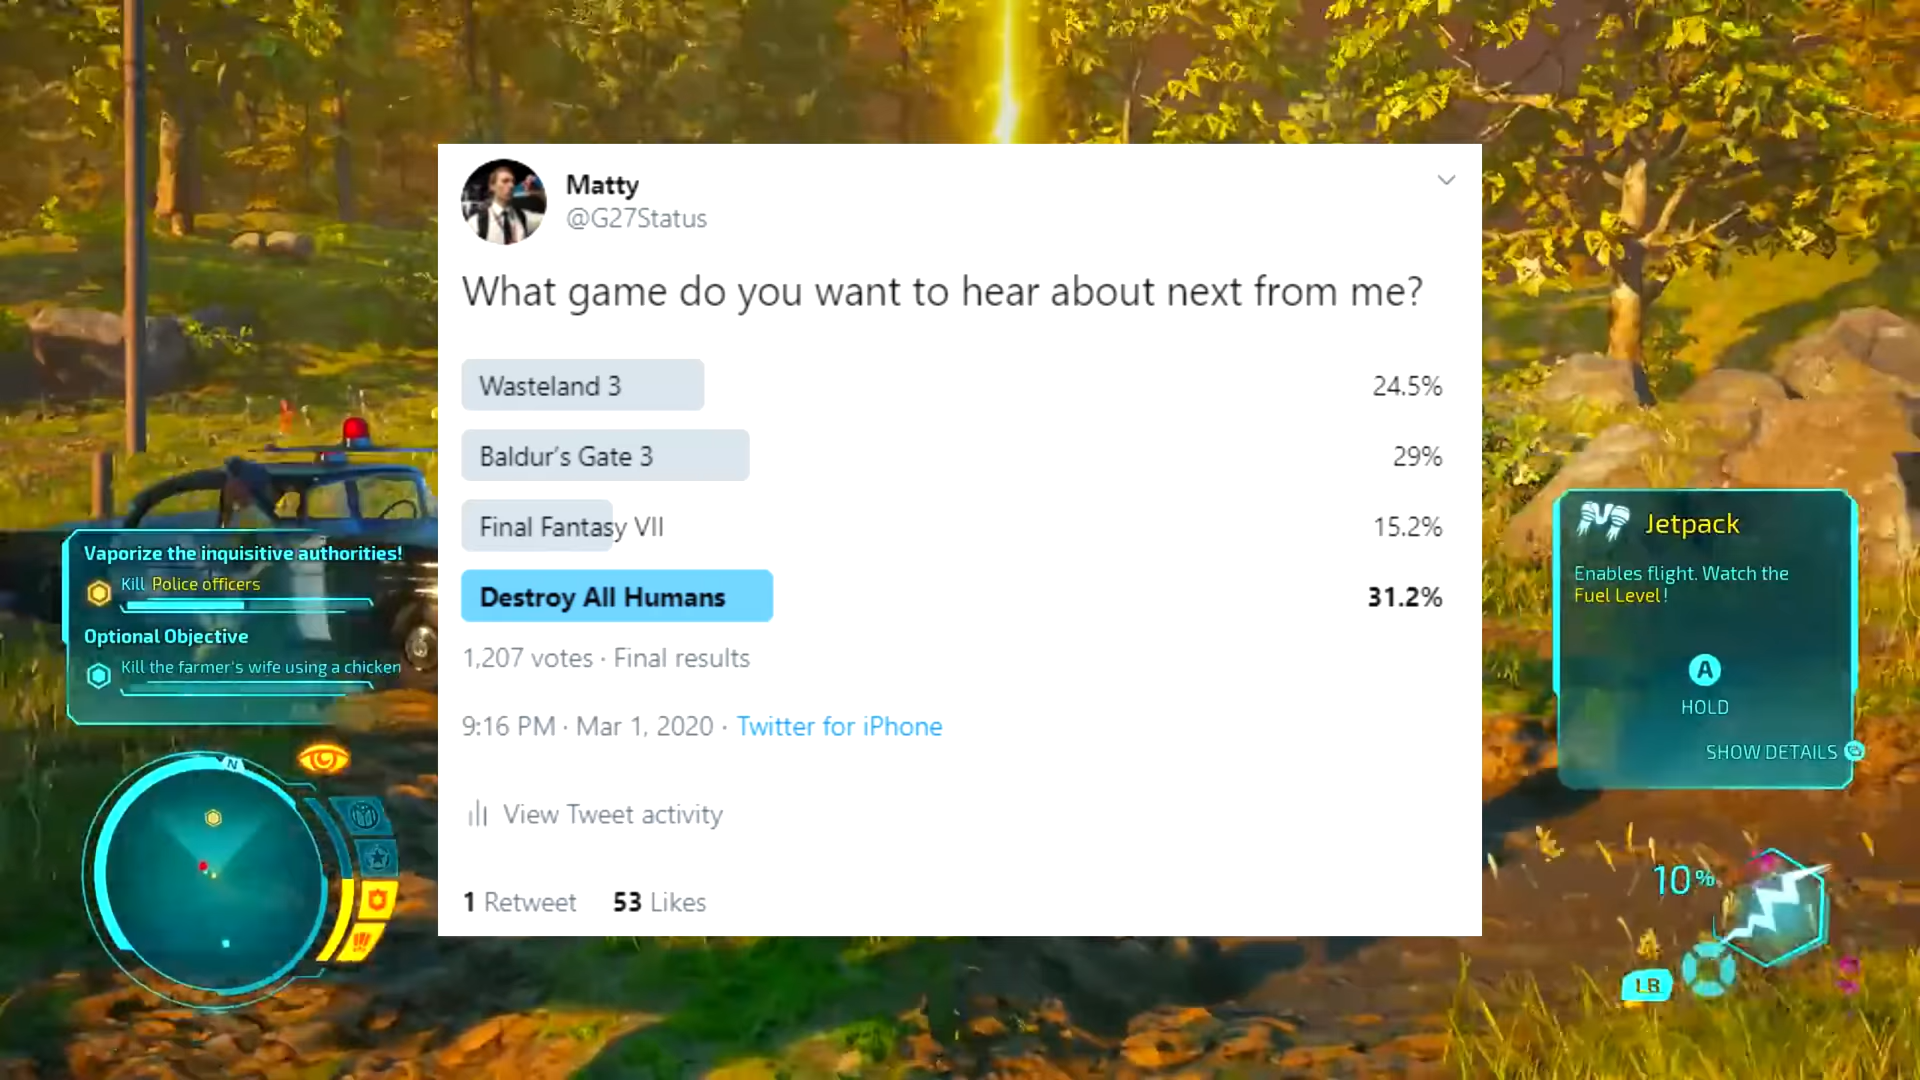 Matty
@G27Status
What game do you want to hear about next from me?
Wasteland 3 24.5%
Baldur's Gate 3 29%
Final Fantasy VII 15.2%
Destroy All Humans 31.2%
1,207 votes · Final results
9:16 PM · Mar 1, 2020 · Twitter for iPhone
View Tweet activity
1 Retweet 53 Likes
Vaporize the inquisitive authorities!
Kill Police officers
Optional Objective
Kill the farmer's wife using a chicken
N
Jetpack
Enables flight. Watch the
Fuel Level!
A
HOLD
SHOW DETAILS
10%
LB